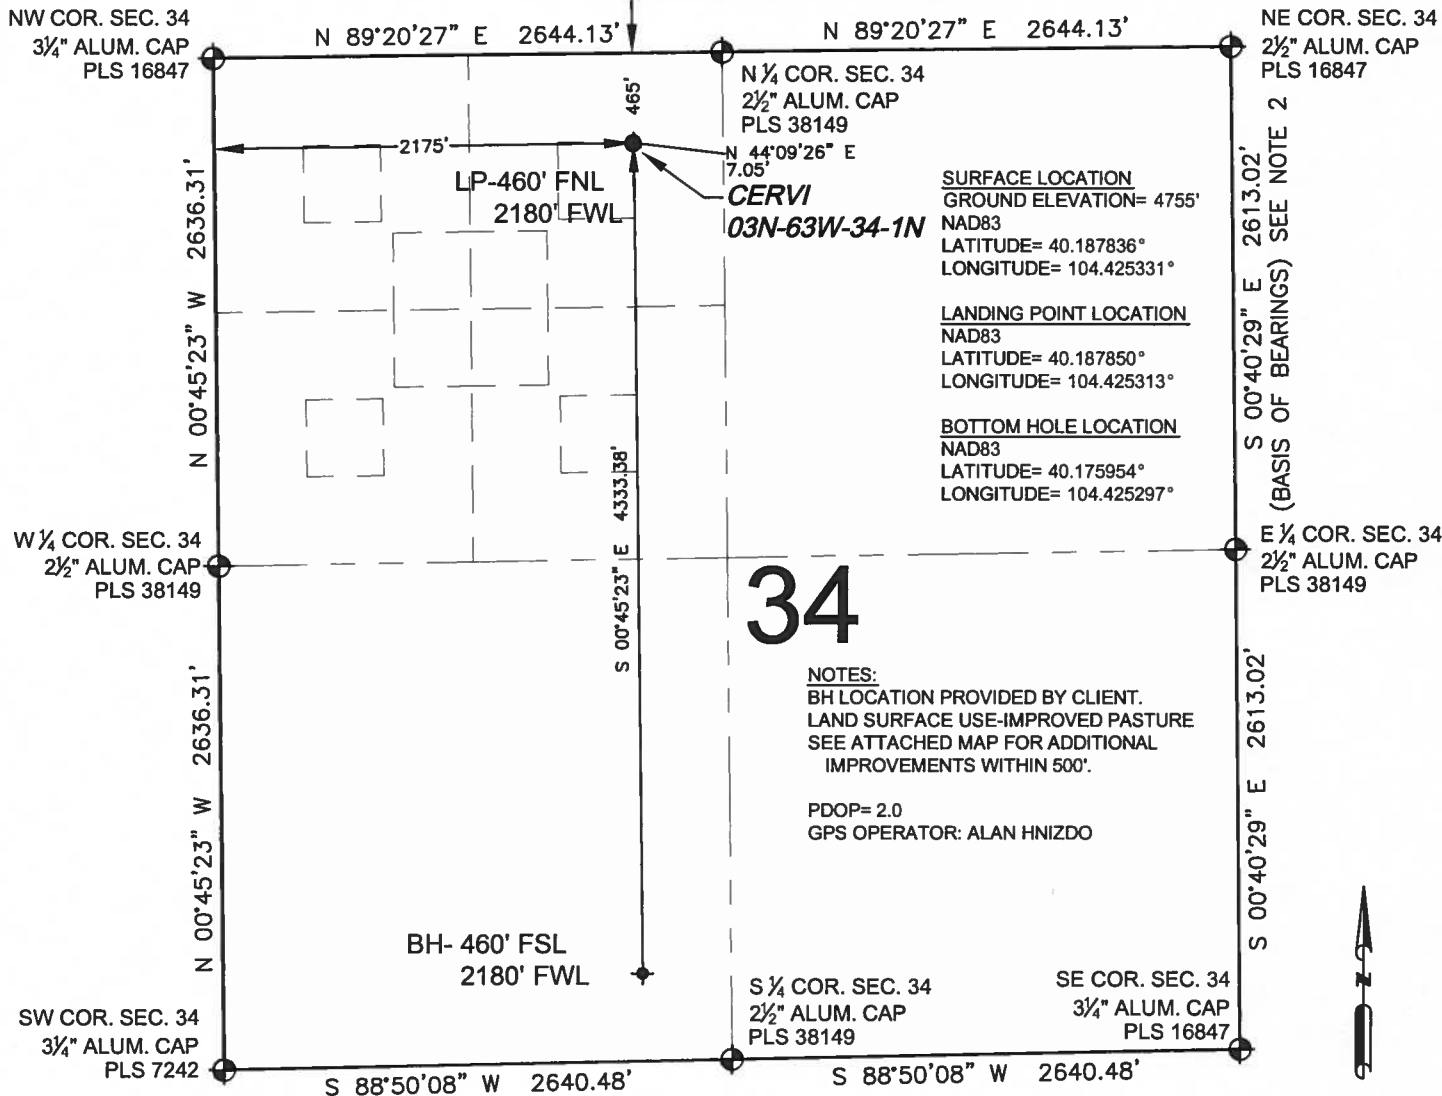 NW COR. SEC. 34
3¼" ALUM. CAP
PLS 16847
N 89°20'27" E 2644.13'
N 89°20'27" E 2644.13'
NE COR. SEC. 34
2½" ALUM. CAP
PLS 16847
N ¼ COR. SEC. 34
2½" ALUM. CAP
PLS 38149
465'
2175'
N 44°09'26" E
7.05'
LP-460' FNL
2180' FWL
CERVI
03N-63W-34-1N
SURFACE LOCATION
GROUND ELEVATION= 4755'
NAD83
LATITUDE= 40.187836°
LONGITUDE= 104.425331°
LANDING POINT LOCATION
NAD83
LATITUDE= 40.187850°
LONGITUDE= 104.425313°
BOTTOM HOLE LOCATION
NAD83
LATITUDE= 40.175954°
LONGITUDE= 104.425297°
N 00°45'23" W 2636.31'
S 00°40'29" E 2613.02'
(BASIS OF BEARINGS) SEE NOTE 2
S 00°45'23" E 4333.38'
W ¼ COR. SEC. 34
2½" ALUM. CAP
PLS 38149
E ¼ COR. SEC. 34
2½" ALUM. CAP
PLS 38149
34
NOTES:
BH LOCATION PROVIDED BY CLIENT.
LAND SURFACE USE-IMPROVED PASTURE
SEE ATTACHED MAP FOR ADDITIONAL
IMPROVEMENTS WITHIN 500'.
PDOP= 2.0
GPS OPERATOR: ALAN HNIZDO
N 00°45'23" W 2636.31'
S 00°40'29" E 2613.02'
BH- 460' FSL
2180' FWL
SW COR. SEC. 34
3¼" ALUM. CAP
PLS 7242
S ¼ COR. SEC. 34
2½" ALUM. CAP
PLS 38149
SE COR. SEC. 34
3¼" ALUM. CAP
PLS 16847
S 88°50'08" W 2640.48'
S 88°50'08" W 2640.48'
N